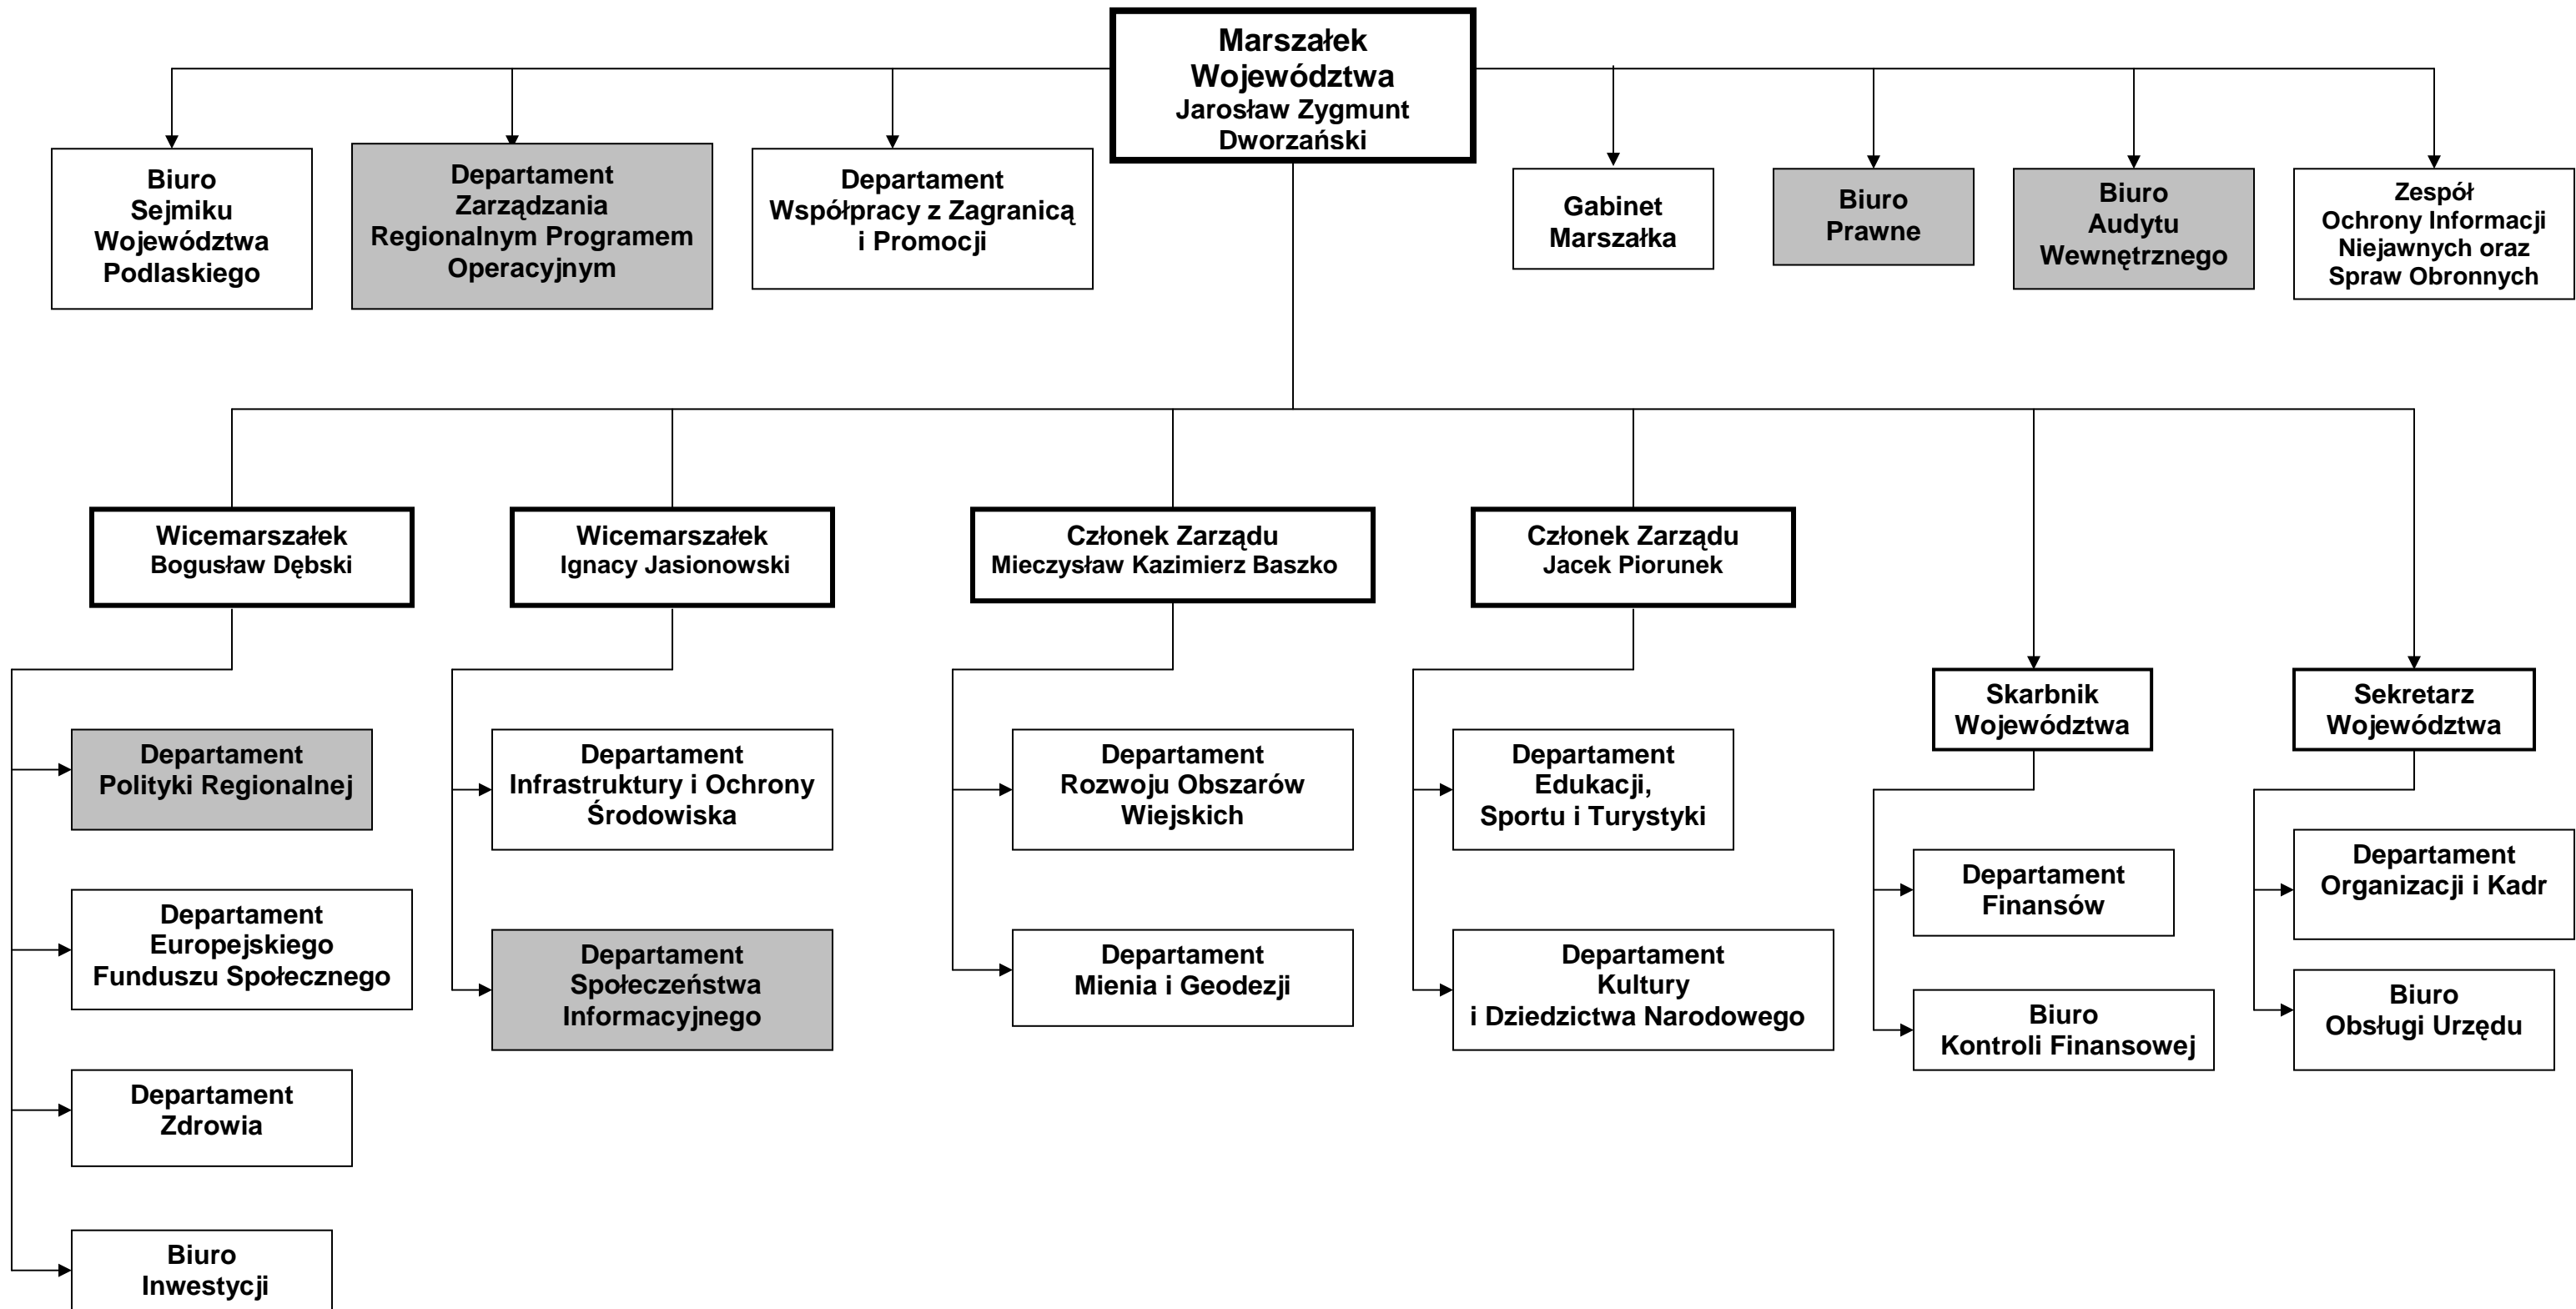 Marszałek
Województwa
Jarosław Zygmunt
Dworzański
Biuro
Sejmiku
Województwa
Podlaskiego
Departament
Zarządzania
Regionalnym Programem
Operacyjnym
Departament
Współpracy z Zagranicą
i Promocji
Gabinet
Marszałka
Biuro
Prawne
Biuro
Audytu
Wewnętrznego
Zespół
Ochrony Informacji
Niejawnych oraz
Spraw Obronnych
Wicemarszałek
Bogusław Dębski
Wicemarszałek
Ignacy Jasionowski
Członek Zarządu
Mieczysław Kazimierz Baszko
Członek Zarządu
Jacek Piorunek
Skarbnik
Województwa
Sekretarz
Województwa
Departament
Polityki Regionalnej
Departament
Europejskiego
Funduszu Społecznego
Departament
Zdrowia
Biuro
Inwestycji
Departament
Infrastruktury i Ochrony
Środowiska
Departament
Społeczeństwa
Informacyjnego
Departament
Rozwoju Obszarów
Wiejskich
Departament
Mienia i Geodezji
Departament
Edukacji,
Sportu i Turystyki
Departament
Kultury
i Dziedzictwa Narodowego
Departament
Finansów
Biuro
Kontroli Finansowej
Departament
Organizacji i Kadr
Biuro
Obsługi Urzędu